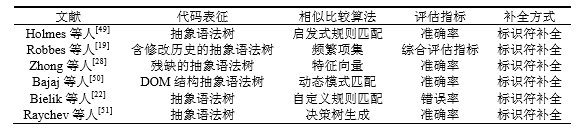 文献 代码表征 相似比较算法 评估指标 补全方式
Holmes 等人[49] 抽象语法树 启发式规则匹配 准确率 标识符补全
Robbes 等人[19] 含修改历史的抽象语法树 频繁项集 综合评估指标 标识符补全
Zhong 等人[28] 残缺的抽象语法树 特征向量 准确率 标识符补全
Bajaj 等人[50] DOM 结构抽象语法树 动态模式匹配 准确率 标识符补全
Bielik 等人[22] 抽象语法树 自定义规则匹配 错误率 标识符补全
Raychev 等人[51] 抽象语法树 决策树生成 准确率 标识符补全